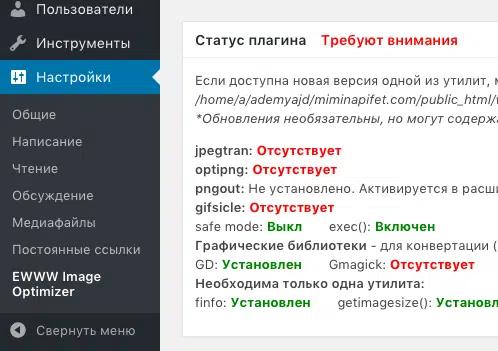 Пользователи
Инструменты
Настройки
Общие
Написание
Чтение
Обсуждение
Медиафайлы
Постоянные ссылки
EWWW Image
Optimizer
Свернуть меню
Статус плагина Требуют внимания
Если доступна новая версия одной из утилит,
/home/a/ademyajd/miminapifet.com/public_html/
*Обновления необязательны, но могут
jpegtran: Отсутствует
optipng: Отсутствует
pngout: Не установлено. Активируется в
gifsicle: Отсутствует
safe mode: Выкл exec(): Включен
Графические библиотеки - для конвертации (
GD: Установлен Gmagick: Отсутствует
Необходима только одна утилита:
finfo: Установлен getimagesize():